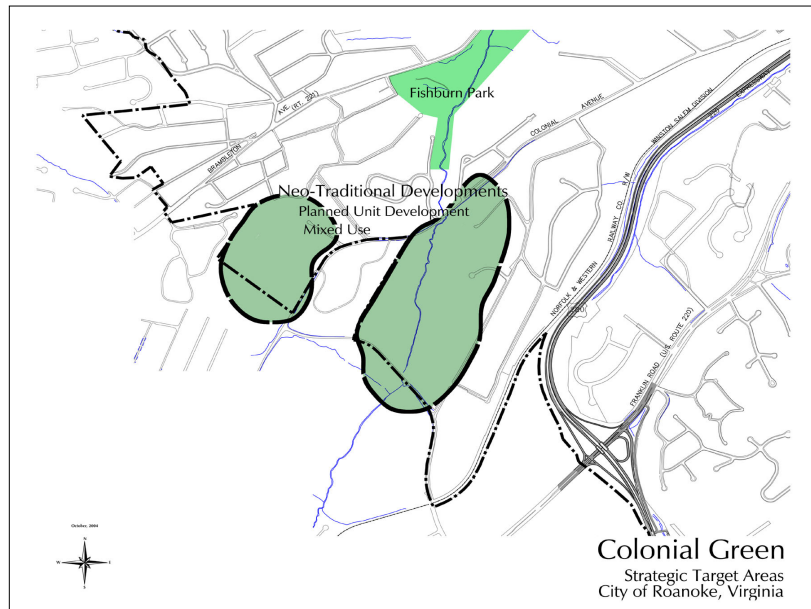 Fishburn Park
COLONIAL AVENUE
BRAMBLETON AVE (RT. 221)
WINSTON SALEM DIVISION
220 EXPRESSWAY
NORFOLK & WESTERN RAILWAY CO. R/W
Neo-Traditional Developments
Planned Unit Development
Mixed Use
FRANKLIN ROAD (U.S. ROUTE 220)
October, 2004
N
W
E
S
Colonial Green
Strategic Target Areas
City of Roanoke, Virginia